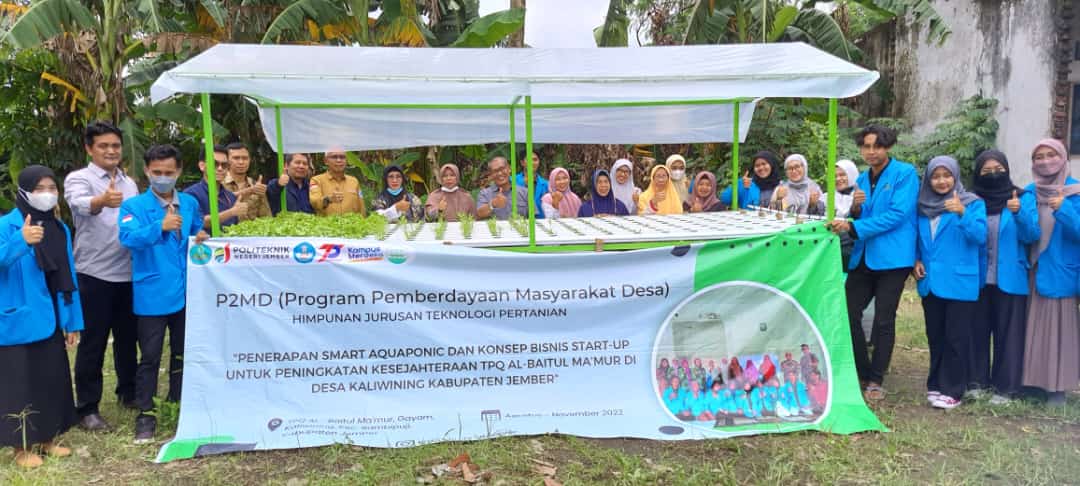 POLITEKNIK
NEGERI JEMBER
Kampus
Merdeka
P2MD (Program Pemberdayaan Masyarakat Desa)
HIMPUNAN JURUSAN TEKNOLOGI PERTANIAN
"PENERAPAN SMART AQUAPONIC DAN KONSEP BISNIS START-UP
UNTUK PENINGKATAN KESEJAHTERAAN TPQ AL-BAITUL MA'MUR DI
DESA KALIWINING KABUPATEN JEMBER"
Baitul Ma'mur, Gayam,
Kabupaten Jember
Agustus - November 2022